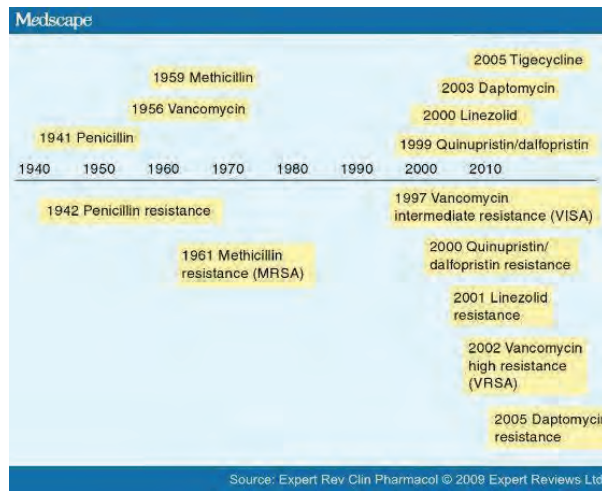 Medscape
2005 Tigecycline
1959 Methicillin
2003 Daptomycin
1956 Vancomycin
2000 Linezolid
1941 Penicillin
1999 Quinupristin/dalfopristin
1940 1950 1960 1970 1980 1990 2000 2010
1942 Penicillin resistance
1997 Vancomycin
intermediate resistance (VISA)
1961 Methicillin
resistance (MRSA)
2000 Quinupristin/
dalfopristin resistance
2001 Linezolid
resistance
2002 Vancomycin
high resistance
(VRSA)
2005 Daptomycin
resistance
Source: Expert Rev Clin Pharmacol © 2009 Expert Reviews Ltd